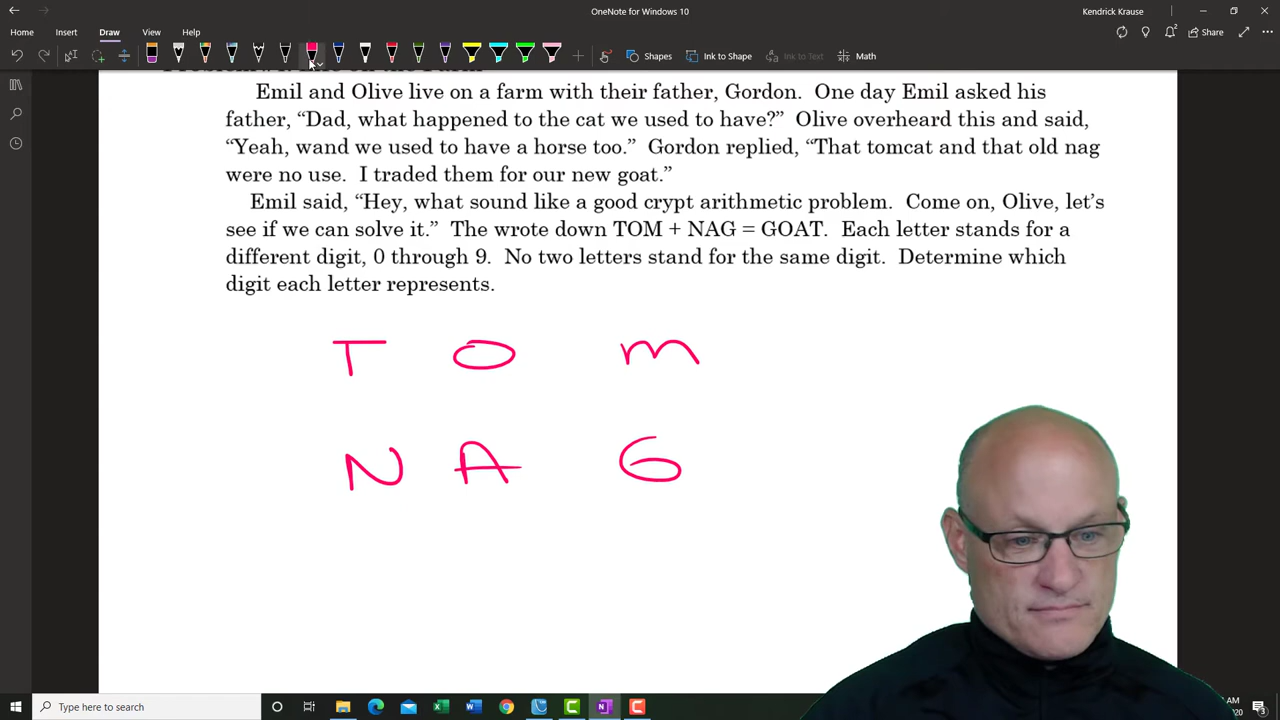 OneNote for Windows 10
Kendrick Krause
Home Insert Draw View Help
Share
Shapes Ink to Shape Ink to Text Math
Emil and Olive live on a farm with their father, Gordon. One day Emil asked his
father, “Dad, what happened to the cat we used to have?” Olive overheard this and said,
“Yeah, wand we used to have a horse too.” Gordon replied, “That tomcat and that old nag
were no use. I traded them for our new goat.”
Emil said, “Hey, what sound like a good crypt arithmetic problem. Come on, Olive, let’s
see if we can solve it.” The wrote down TOM + NAG = GOAT. Each letter stands for a
different digit, 0 through 9. No two letters stand for the same digit. Determine which
digit each letter represents.
T O M
N A G
Type here to search
AM
20